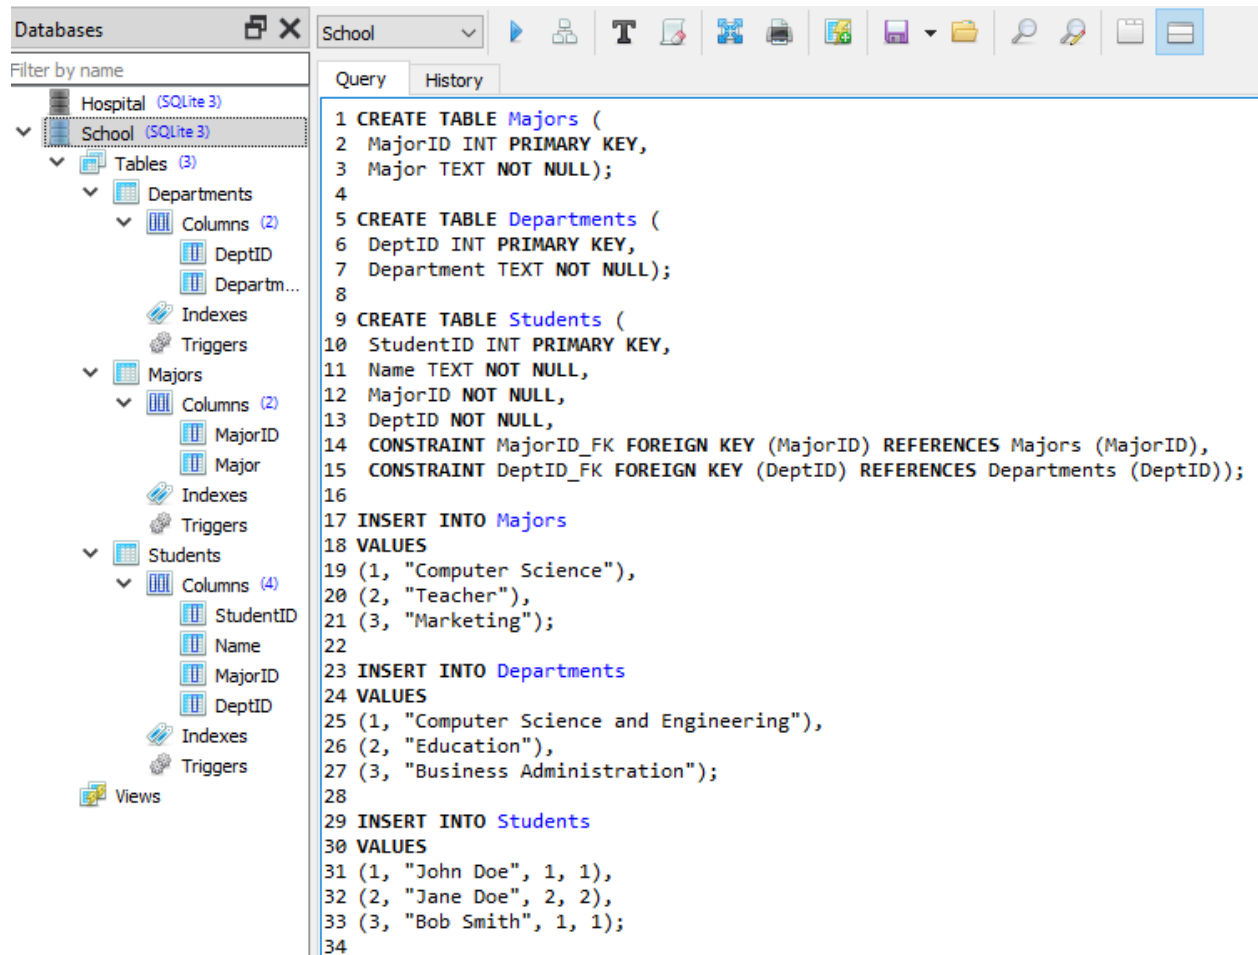 Databases
Filter by name
Hospital (SQLite 3)
School (SQLite 3)
Tables (3)
Departments
Columns (2)
DeptID
Departm...
Indexes
Triggers
Majors
Columns (2)
MajorID
Major
Indexes
Triggers
Students
Columns (4)
StudentID
Name
MajorID
DeptID
Indexes
Triggers
Views
School
T
Query History
1 CREATE TABLE Majors (
2 MajorID INT PRIMARY KEY,
3 Major TEXT NOT NULL);
4
5 CREATE TABLE Departments (
6 DeptID INT PRIMARY KEY,
7 Department TEXT NOT NULL);
8
9 CREATE TABLE Students (
10 StudentID INT PRIMARY KEY,
11 Name TEXT NOT NULL,
12 MajorID NOT NULL,
13 DeptID NOT NULL,
14 CONSTRAINT MajorID_FK FOREIGN KEY (MajorID) REFERENCES Majors (MajorID),
15 CONSTRAINT DeptID_FK FOREIGN KEY (DeptID) REFERENCES Departments (DeptID));
16
17 INSERT INTO Majors
18 VALUES
19 (1, "Computer Science"),
20 (2, "Teacher"),
21 (3, "Marketing");
22
23 INSERT INTO Departments
24 VALUES
25 (1, "Computer Science and Engineering"),
26 (2, "Education"),
27 (3, "Business Administration");
28
29 INSERT INTO Students
30 VALUES
31 (1, "John Doe", 1, 1),
32 (2, "Jane Doe", 2, 2),
33 (3, "Bob Smith", 1, 1);
34